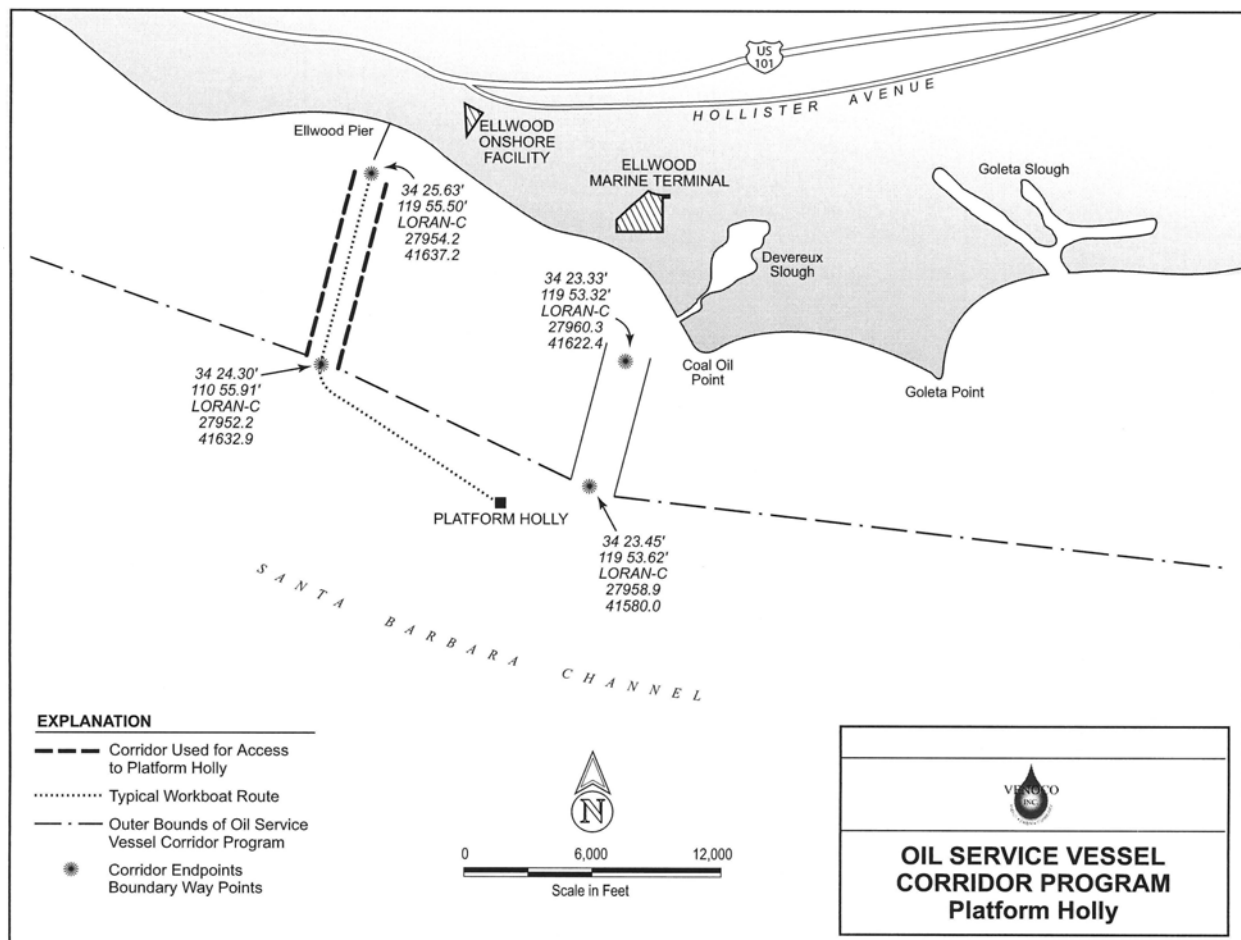 US
101
HOLLISTER AVENUE
Ellwood Pier
ELLWOOD
ONSHORE
FACILITY
ELLWOOD
MARINE TERMINAL
Goleta Slough
34 25.63'
119 55.50'
LORAN-C
27954.2
41637.2
Devereux
Slough
34 23.33'
119 53.32'
LORAN-C
27960.3
41622.4
Coal Oil
Point
Goleta Point
34 24.30'
110 55.91'
LORAN-C
27952.2
41632.9
PLATFORM HOLLY
34 23.45'
119 53.62'
LORAN-C
27958.9
41580.0
SANTA BARBARA CHANNEL
EXPLANATION
Corridor Used for Access
to Platform Holly
Typical Workboat Route
Outer Bounds of Oil Service
Vessel Corridor Program
Corridor Endpoints
Boundary Way Points
N
0 6,000 12,000
Scale in Feet
VENOCO
INC.
OIL SERVICE VESSEL
CORRIDOR PROGRAM
Platform Holly